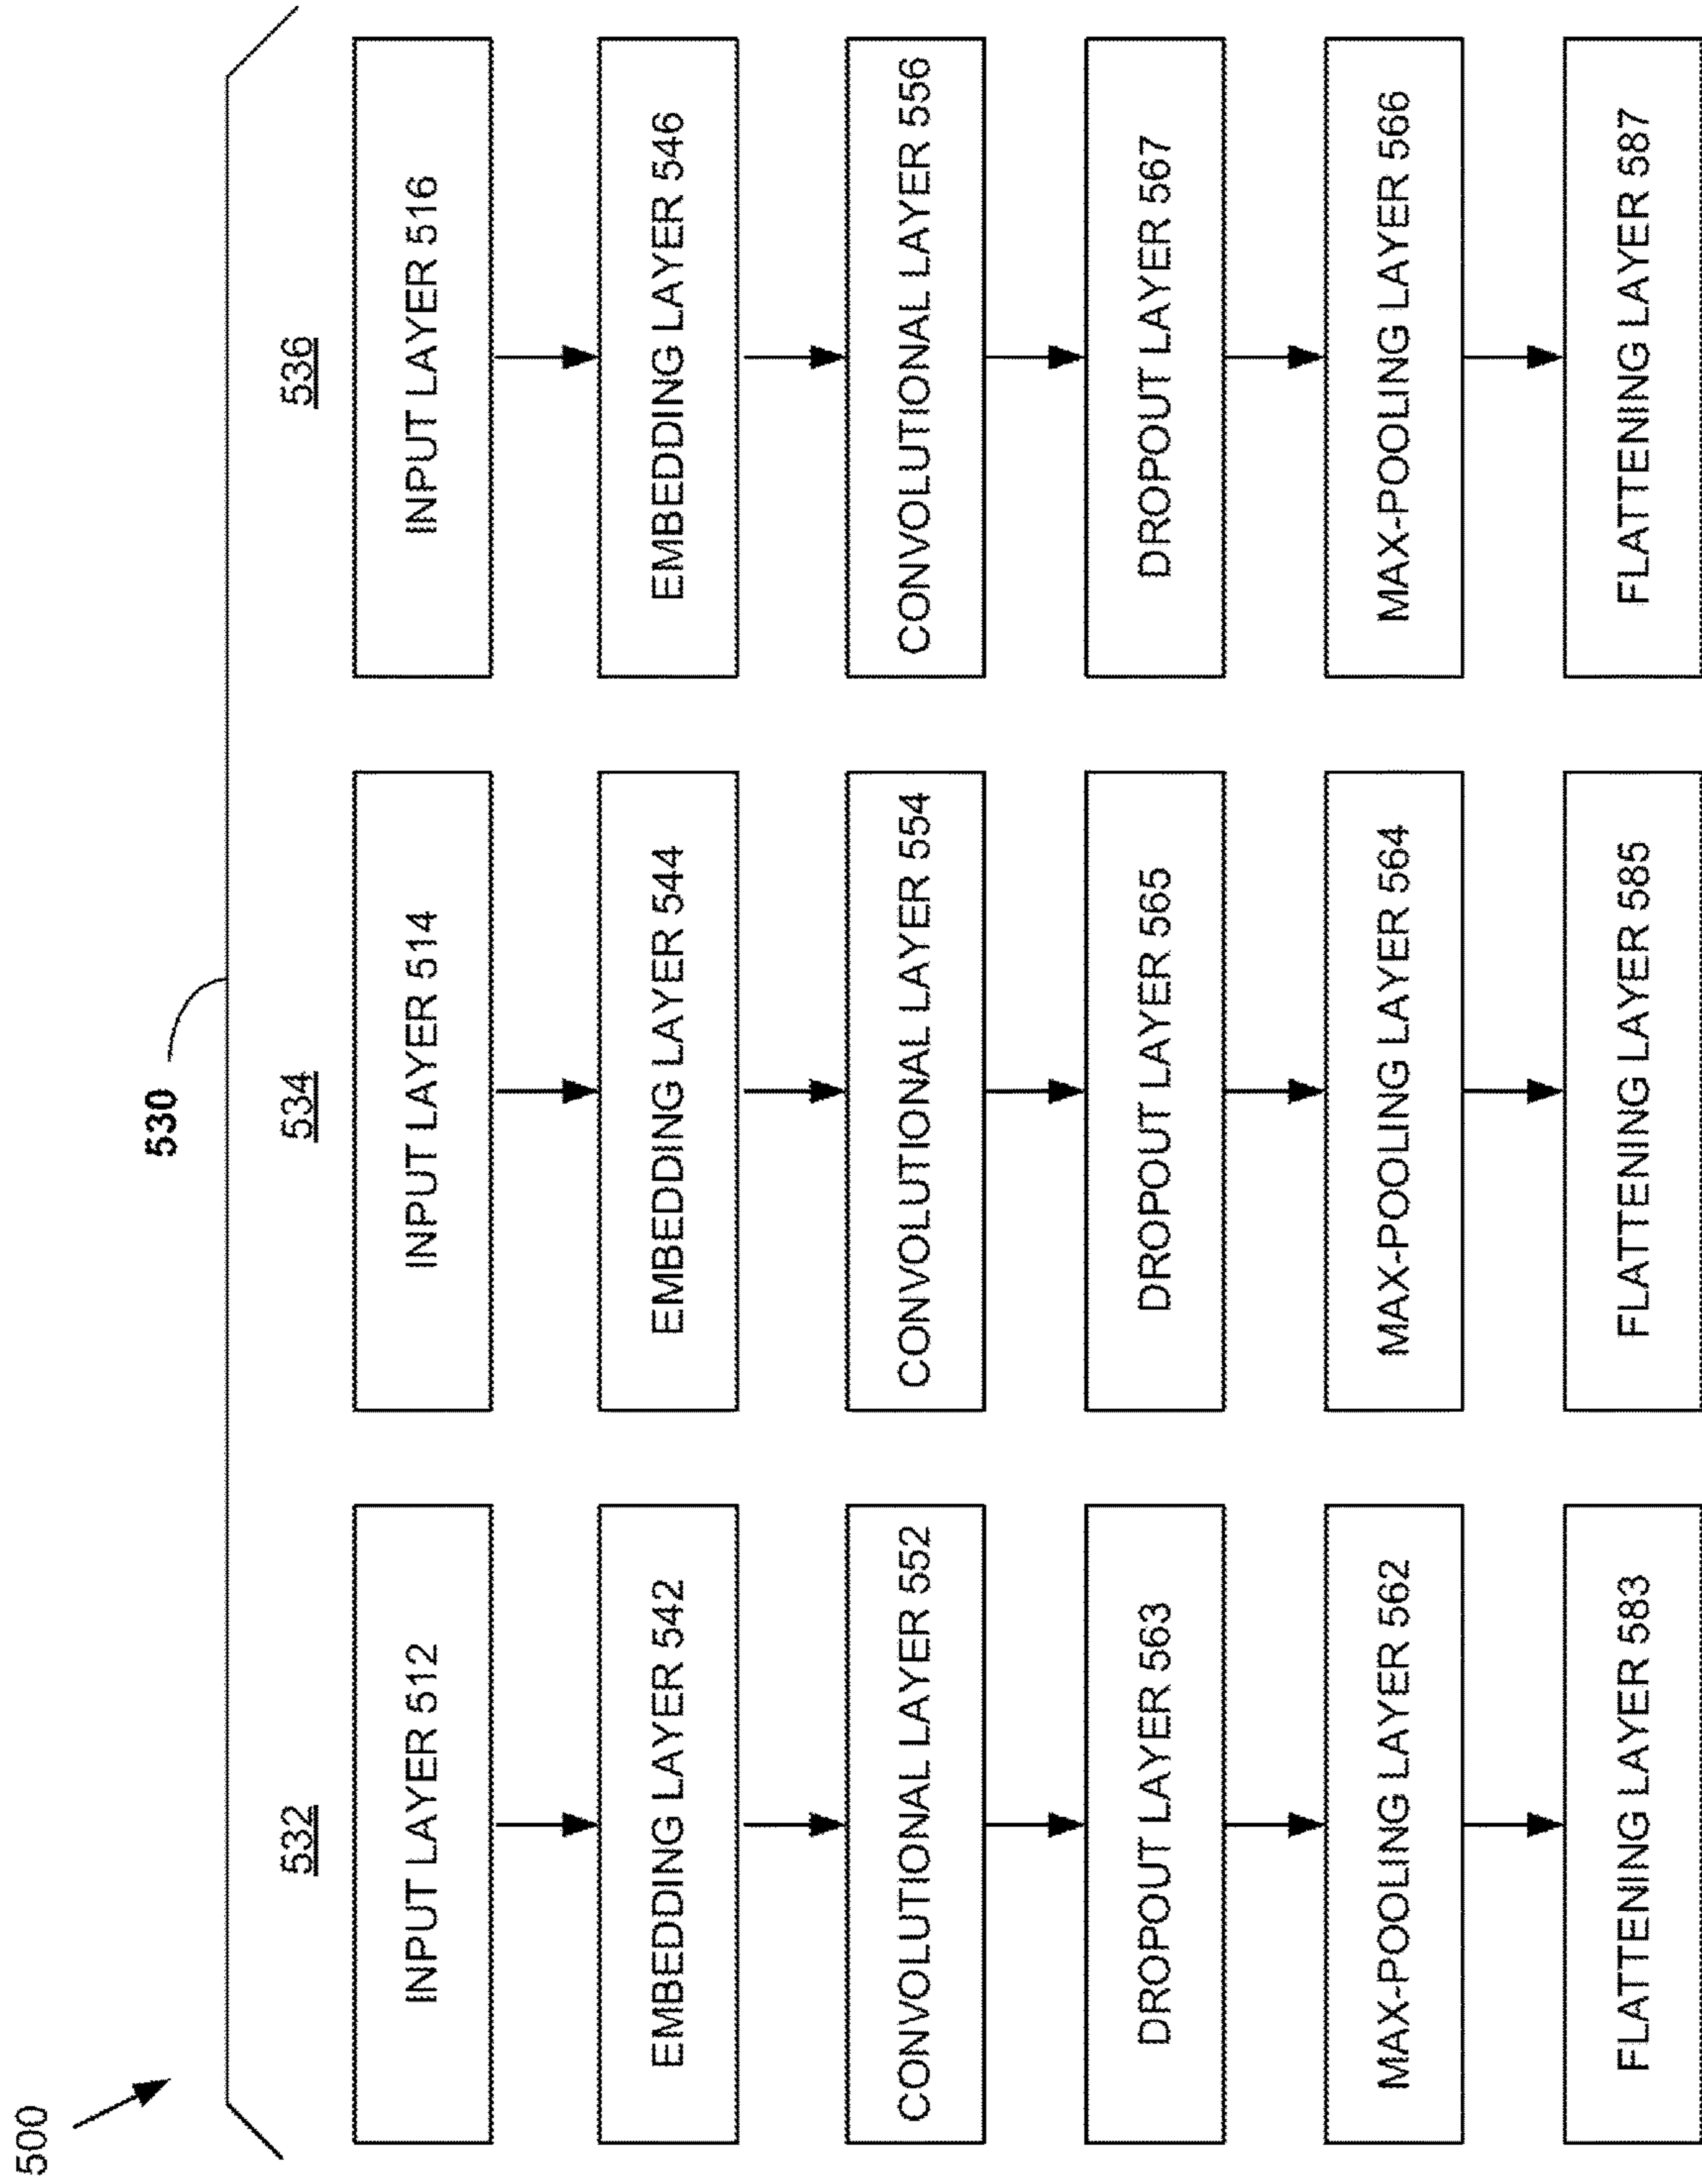 500
530
532
534
536
INPUT LAYER 512
INPUT LAYER 514
INPUT LAYER 516
EMBEDDING LAYER 542
EMBEDDING LAYER 544
EMBEDDING LAYER 546
CONVOLUTIONAL LAYER 552
CONVOLUTIONAL LAYER 554
CONVOLUTIONAL LAYER 556
DROPOUT LAYER 563
DROPOUT LAYER 565
DROPOUT LAYER 567
MAX-POOLING LAYER 562
MAX-POOLING LAYER 564
MAX-POOLING LAYER 566
FLATTENING LAYER 583
FLATTENING LAYER 585
FLATTENING LAYER 587